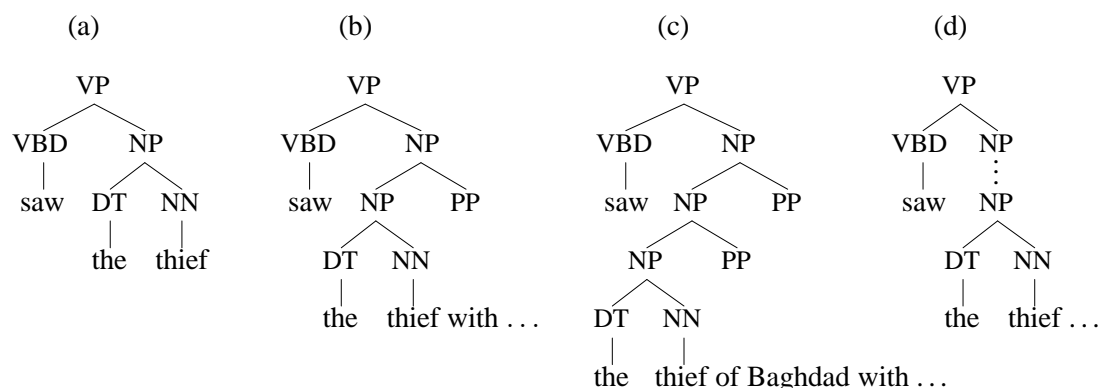 (a) (b) (c) (d)
VP VP VP VP
VBD NP VBD NP VBD NP VBD NP
saw DT NN saw NP PP saw NP PP saw NP
the thief DT NN NP PP DT NN
the thief with . . . DT NN the thief . . .
the thief of Baghdad with . . .